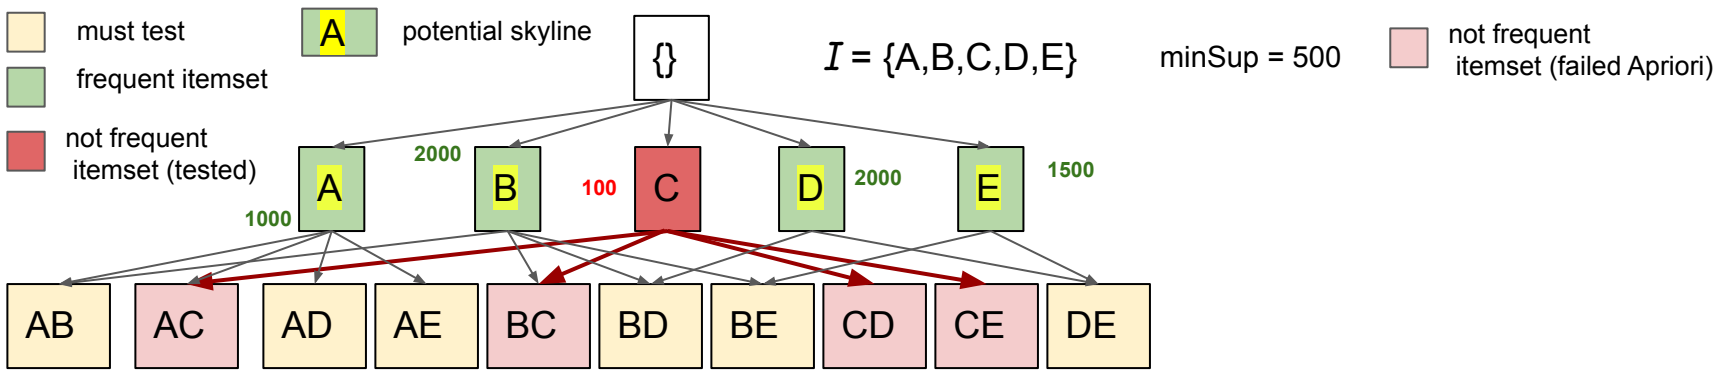 must test
A
potential skyline
{}
I = {A,B,C,D,E}
minSup = 500
not frequent
itemset (failed Apriori)
frequent itemset
not frequent
itemset (tested)
A
1000
2000
B
100
C
D
2000
E
1500
AB
AC
AD
AE
BC
BD
BE
CD
CE
DE